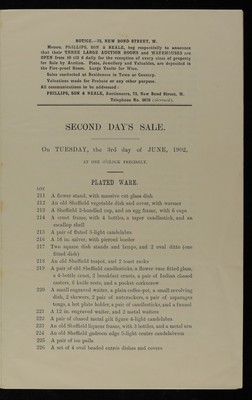 NOTICE.—73, NEW BOND STREET, W.
Messrs. PHILLIPS, SON & NEALE, beg respectfully to announce
that their THREE LARGE AUCTION ROOMS and WAREHOUSES are
OPEN from 10 till 6 daily for the reception of every class of property
for Sale by Auction. Plate, Jewellery and Valuables, are deposited in
the Fire-proof Room. Large Vaults for Wine.
Sales conducted at Residences in Town or Country.
Valuations made for Probate or any other purpose.
All communications to be addressed:
PHILLIPS, SON & NEALE, Auctioneers, 73, New Bond Street, W.
Telephone No.
SECOND DAY'S SALE.
On TUESDAY, the 3rd day of JUNE, 1902,
AT ONE O'CLOCK PRECISELY
PLATED WARE.
LOT
211 A flower stand, with massive cut glass dish
212 An old Sheffield vegetable dish and cover, with warmer
213 A Sheffield 2-handled cup, and an egg frame, with 6 cups
214 A cruet frame, with 4 bottles, a taper candlestick, and an
escallop shell
215 A pair of fluted 3-light candelabra
216 A 16 in. salver, with pierced border
217 Two square dish stands and lamps, and 2 oval ditto (one
fitted dish)
218 An old Sheffield teapot, and 2 toast racks
219 A pair of old Sheffield candlesticks, a flower vase fitted glass,
a 4-bottle cruet, 2 breakfast cruets, a pair of Indian chased
casters, 6 knife rests, and a pocket corkscrew
220 A small engraved waiter, a plain coffee-pot, a small revolving
dish, 2 skewers, 2 pair of nutcrackers, a pair of asparagus
tongs, a hot plate holder, a pair of candlesticks, and a funnel
221 A 12 in. engraved waiter, and 2 metal waiters
222 A pair of chased metal gilt figure 4-light candelabra
223 An old Sheffield liqueur frame, with 3 bottles, and a metal urn
224 An old Sheffield gadroon edge 3-light centre candelabrum
225 A pair of ice pails
226 A set of 4 oval beaded entrée dishes and covers